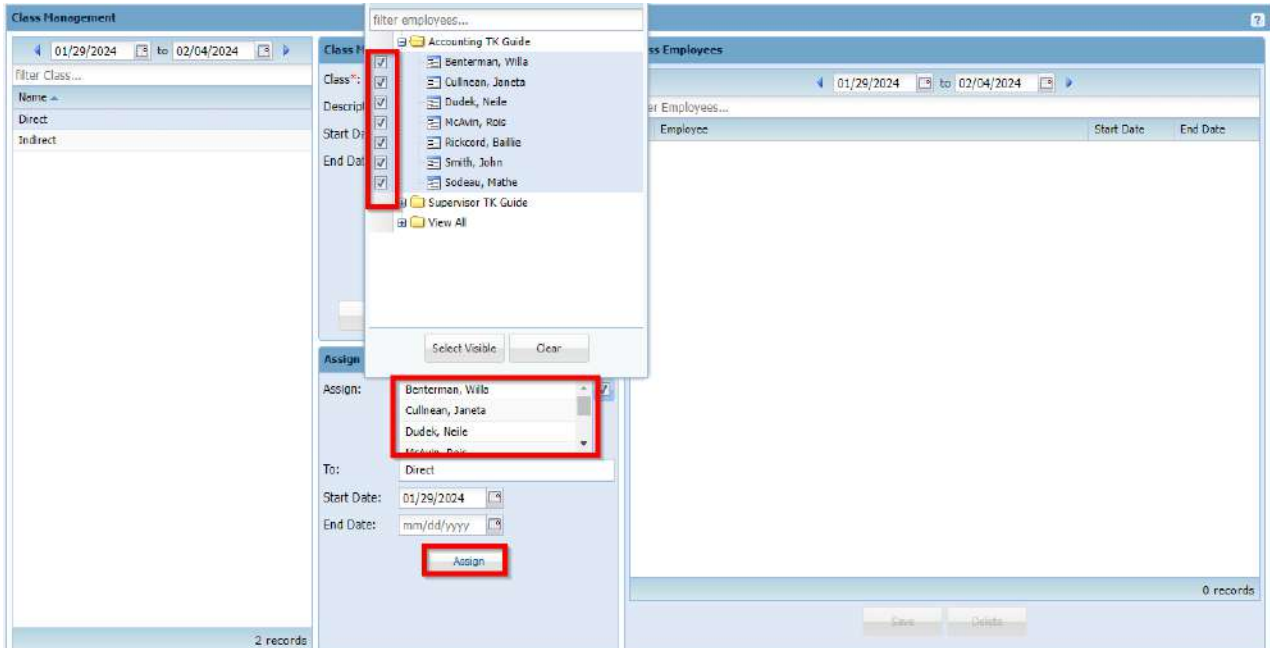 Class Management
01/29/2024 to 02/04/2024
filter Class...
Name
Direct
Indirect
2 records
filter employees...
Accounting TK Guide
Benterman, Willa
Cullnean, Janeta
Dudek, Neile
McAvin, Rois
Rickcord, Baillie
Smith, John
Sodeau, Mathe
Supervisor TK Guide
View All
Select Visible Clear
Class M
Class*:
Descript
Start Da
End Dat
Assign
Assign:
Benterman, Willa
Cullnean, Janeta
Dudek, Neile
McAvin, Rois
To: Direct
Start Date: 01/29/2024
End Date: mm/dd/yyyy
Assign
ss Employees
01/29/2024 to 02/04/2024
er Employees...
Employee Start Date End Date
0 records
Save Delete